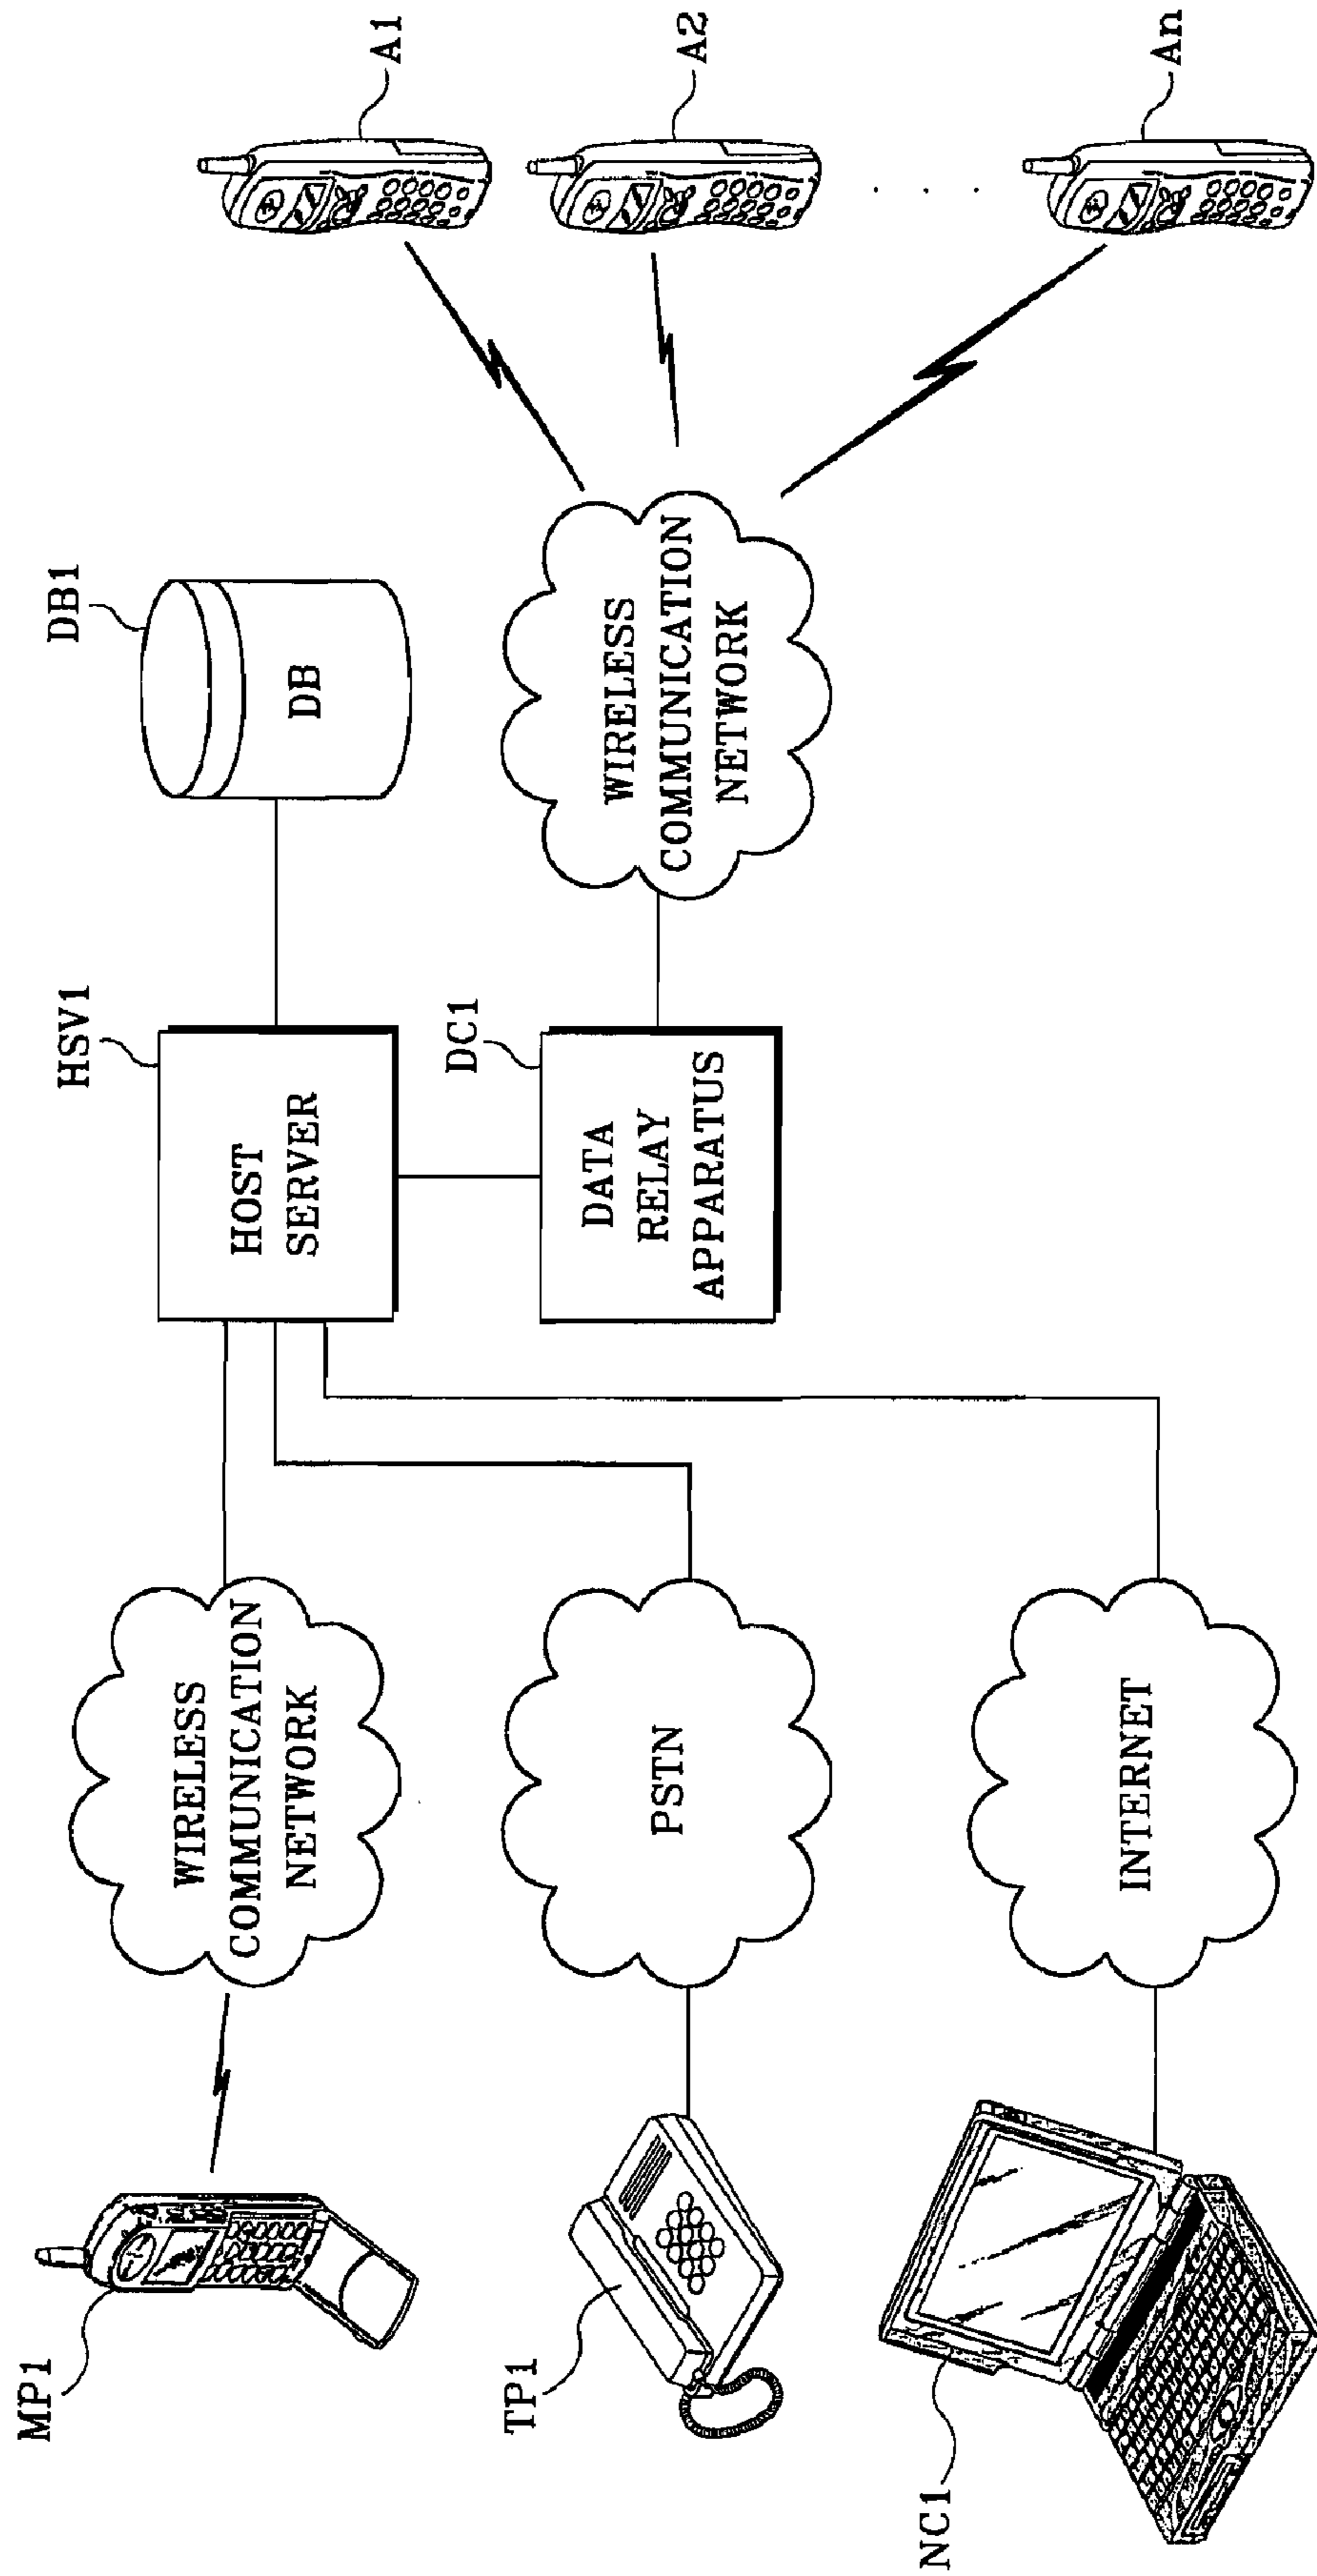 MP1
WIRELESS
COMMUNICATION
NETWORK
TP1
PSTN
NC1
INTERNET
HSV1
HOST
SERVER
DB1
DB
DC1
DATA
RELAY
APPARATUS
WIRELESS
COMMUNICATION
NETWORK
A1
A2
. . .
An